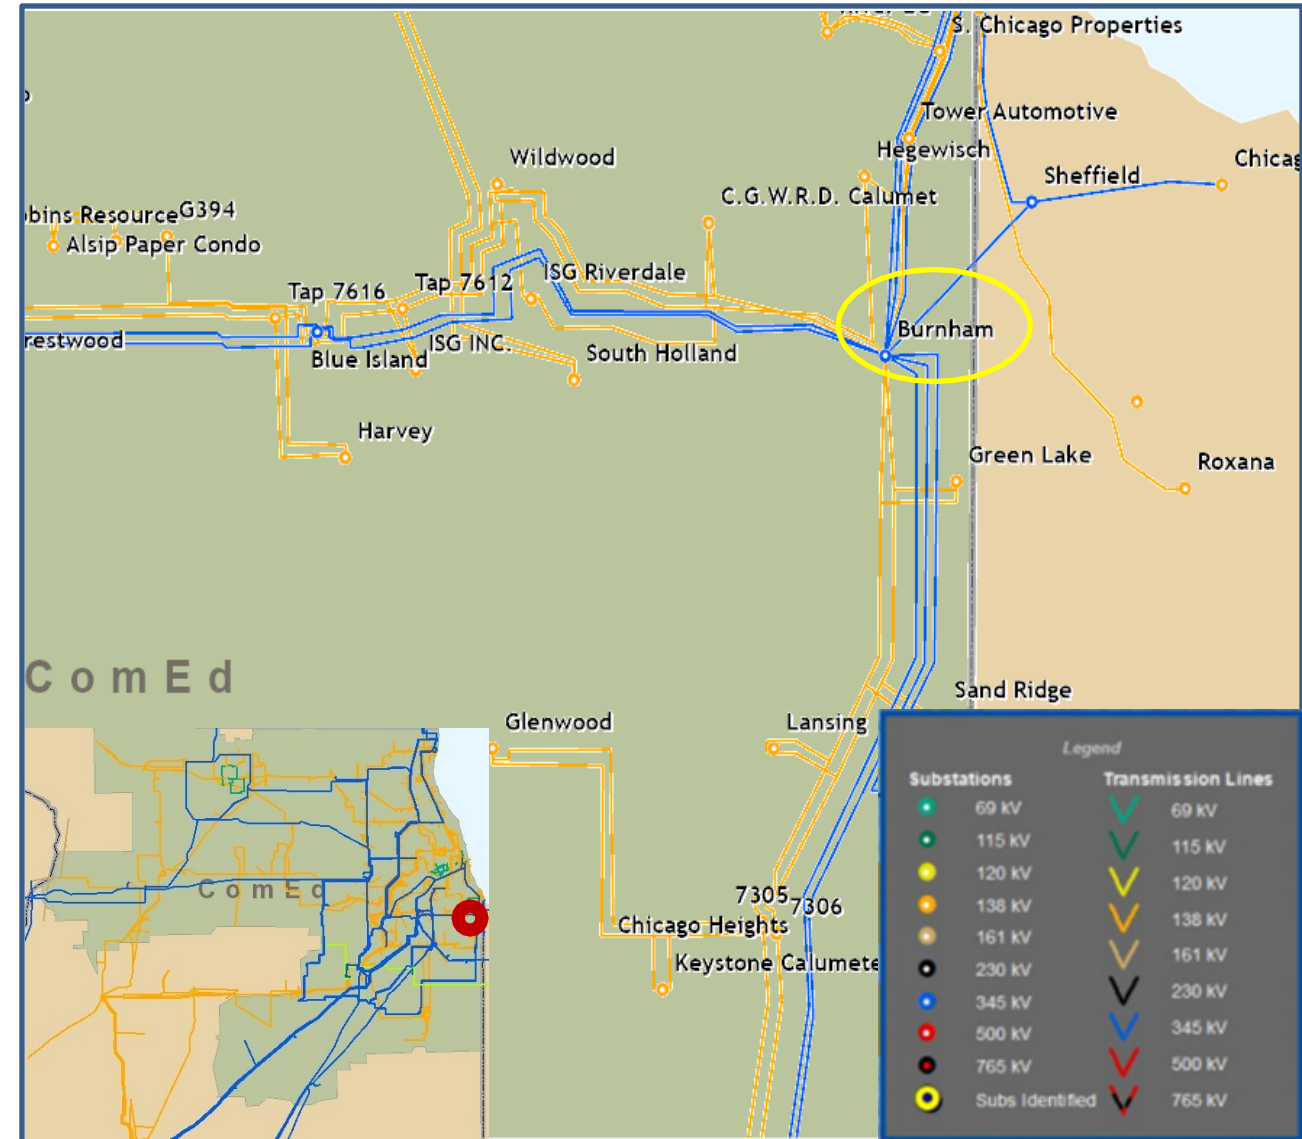 S. Chicago Properties
Tower Automotive
Hegewisch
Wildwood
Sheffield
C.G.W.R.D. Calumet
G394
Alsip Paper Condo
ISG Riverdale
Tap 7612
Tap 7616
Burnham
ISG INC.
South Holland
Blue Island
Harvey
Green Lake
Roxana
ComEd
Sand Ridge
Glenwood
Lansing
7305
7306
Chicago Heights
Keystone Calumete
ComEd
Legend
Substations Transmission Lines
69 kV 69 kV
115 kV 115 kV
120 kV 120 kV
138 kV 138 kV
161 kV 161 kV
230 kV 230 kV
345 kV 345 kV
500 kV 500 kV
765 kV 765 kV
Subs Identified